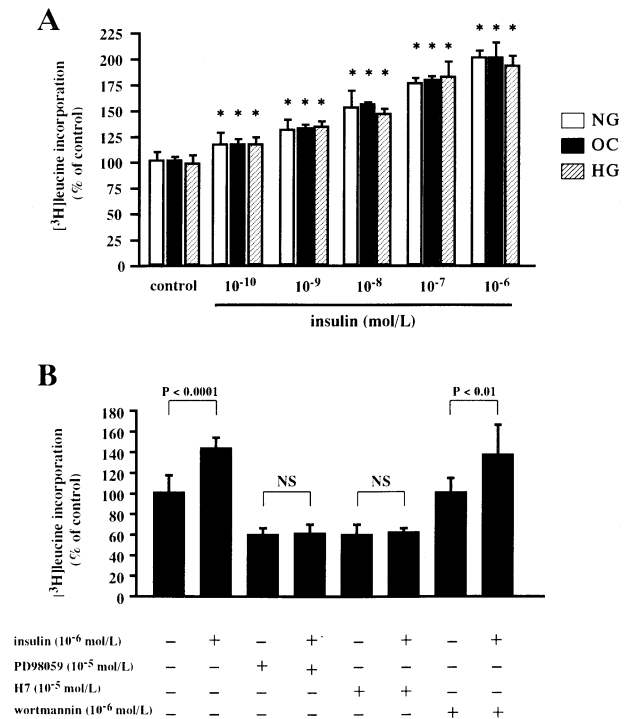 A
[³H]leucine incorporation
(% of control)
225
200
175
150
125
100
75
50
25
0
* * *
* * *
* * *
* * *
* * *
NG
OC
HG
control
10⁻¹⁰
10⁻⁹
10⁻⁸
10⁻⁷
10⁻⁶
insulin (mol/L)
B
[³H]leucine incorporation
(% of control)
180
160
140
120
100
80
60
40
20
0
P < 0.0001
NS
NS
P < 0.01
insulin (10⁻⁶ mol/L) − + − + − + − +
PD98059 (10⁻⁵ mol/L) − − + + − − − −
H7 (10⁻⁵ mol/L) − − − − + + − −
wortmannin (10⁻⁶ mol/L) − − − − − − + +